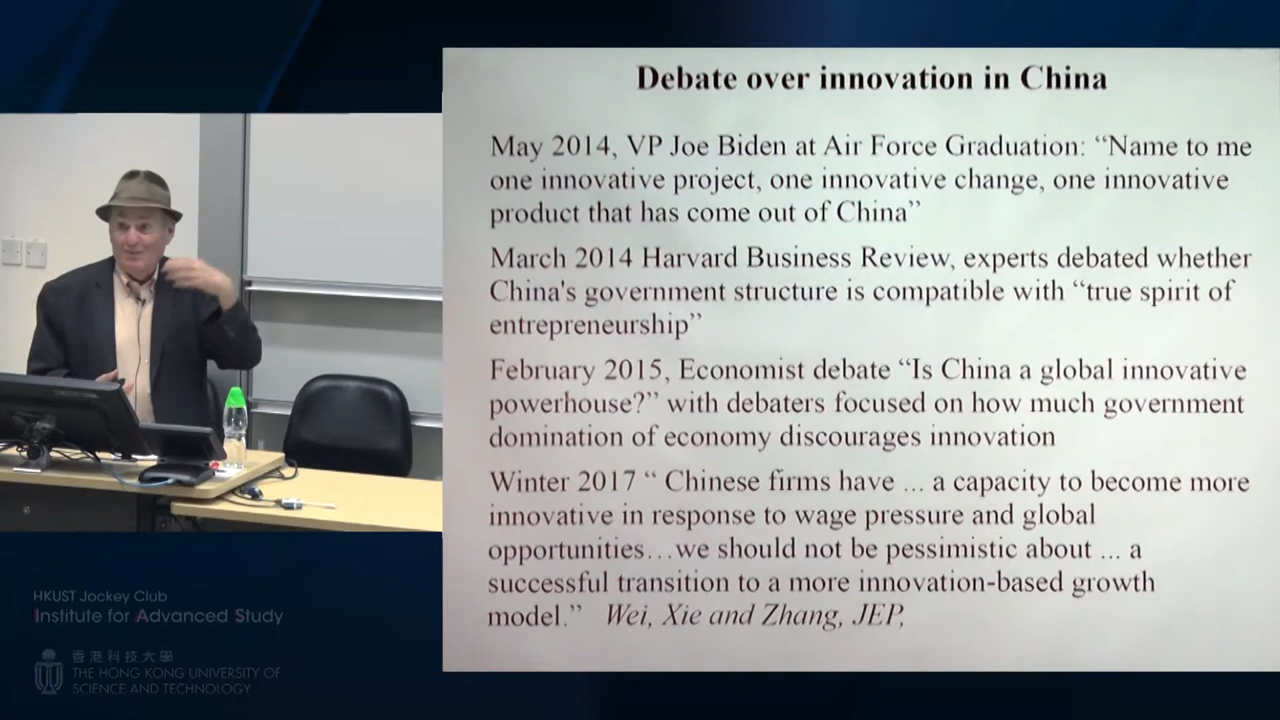 Debate over innovation in China
May 2014, VP Joe Biden at Air Force Graduation: “Name to me
one innovative project, one innovative change, one innovative
product that has come out of China”
March 2014 Harvard Business Review, experts debated whether
China's government structure is compatible with “true spirit of
entrepreneurship”
February 2015, Economist debate “Is China a global innovative
powerhouse?” with debaters focused on how much government
domination of economy discourages innovation
Winter 2017 “ Chinese firms have ... a capacity to become more
innovative in response to wage pressure and global
opportunities…we should not be pessimistic about ... a
successful transition to a more innovation-based growth
model.” Wei, Xie and Zhang, JEP,
HKUST Jockey Club
Institute for Advanced Study
香港科技大學
THE HONG KONG UNIVERSITY OF
SCIENCE AND TECHNOLOGY